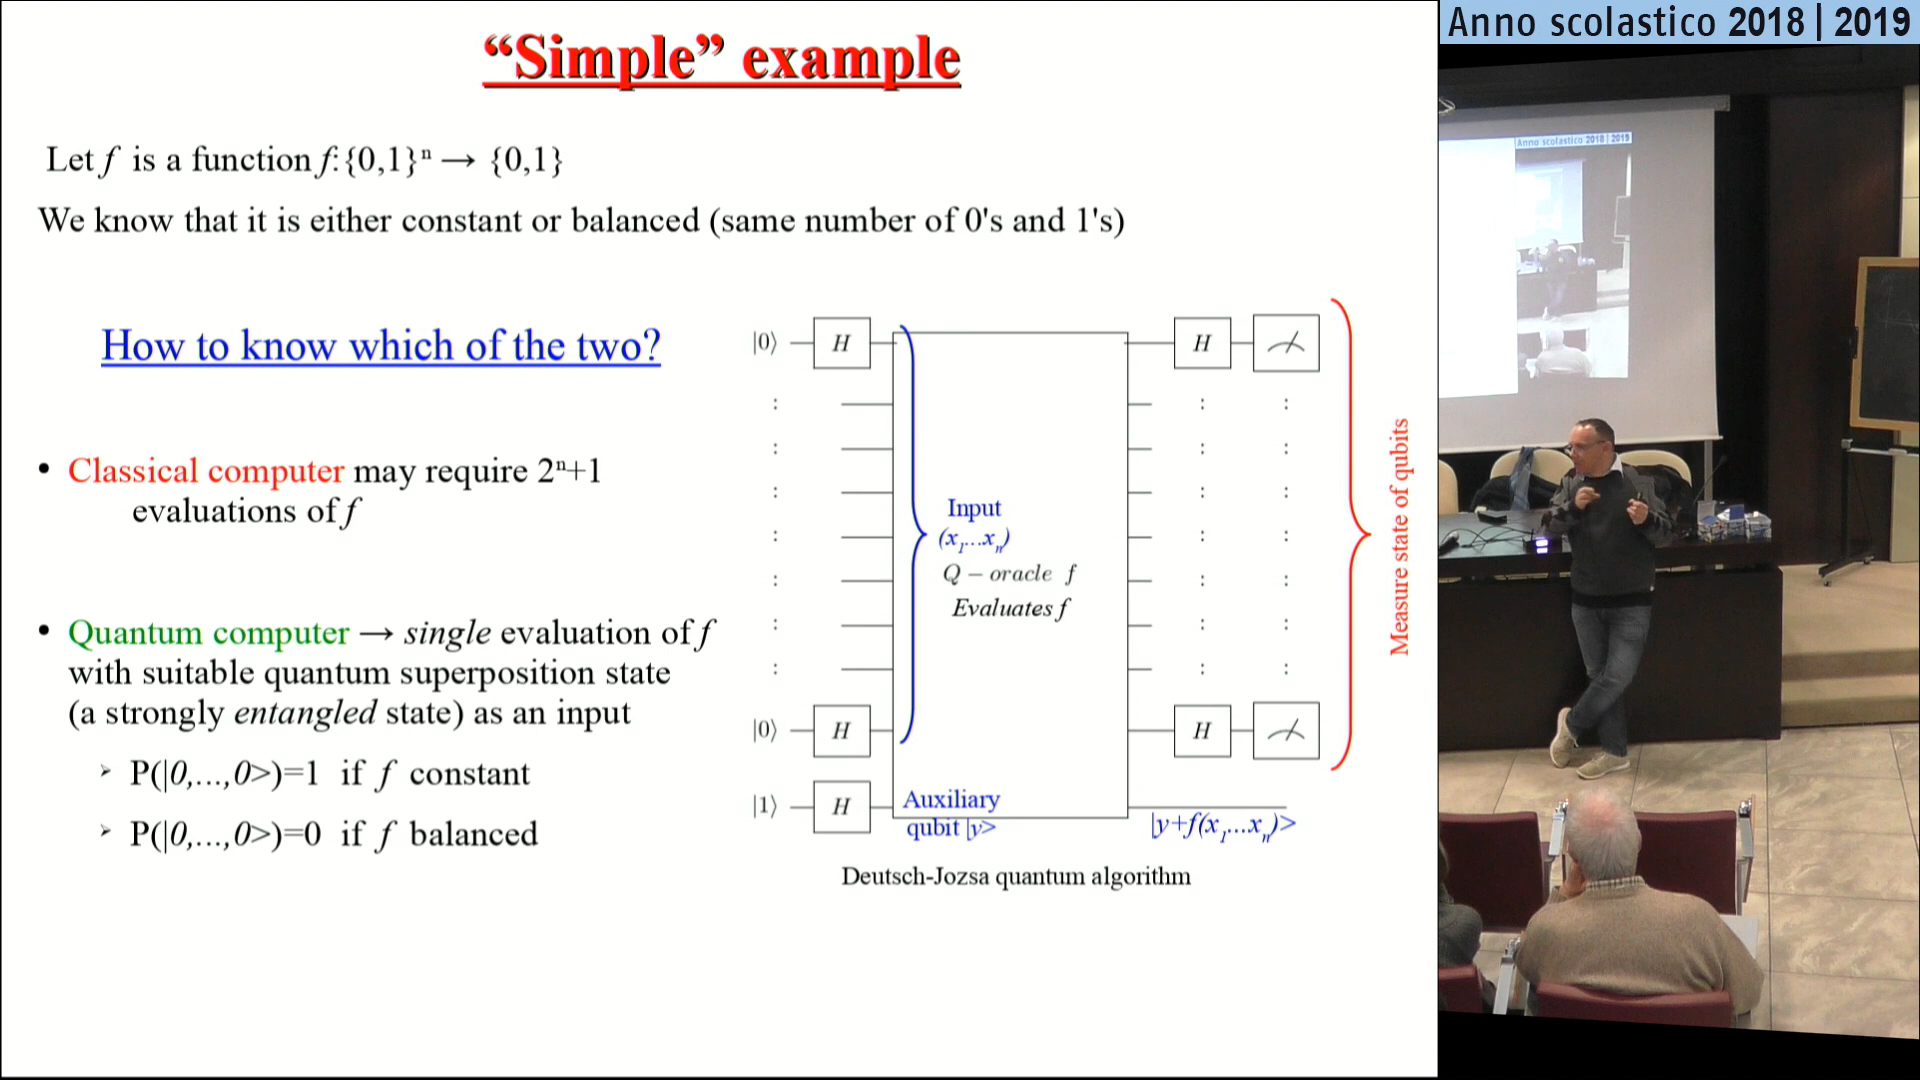 Anno scolastico 2018 | 2019
“Simple” example
Let f is a function f:{0,1}ⁿ → {0,1}
We know that it is either constant or balanced (same number of 0's and 1's)
How to know which of the two?
• Classical computer may require 2ⁿ+1
evaluations of f
• Quantum computer → single evaluation of f
with suitable quantum superposition state
(a strongly entangled state) as an input
➢ P(|0,...,0>)=1 if f constant
➢ P(|0,...,0>)=0 if f balanced
|0⟩ H H
Input
(x₁...xₙ)
Q – oracle f
Evaluates f
|0⟩ H H
|1⟩ H
Auxiliary
qubit |y>
|y+f(x₁...xₙ)>
Measure state of qubits
Deutsch-Jozsa quantum algorithm
Anno scolastico 2018 | 2019